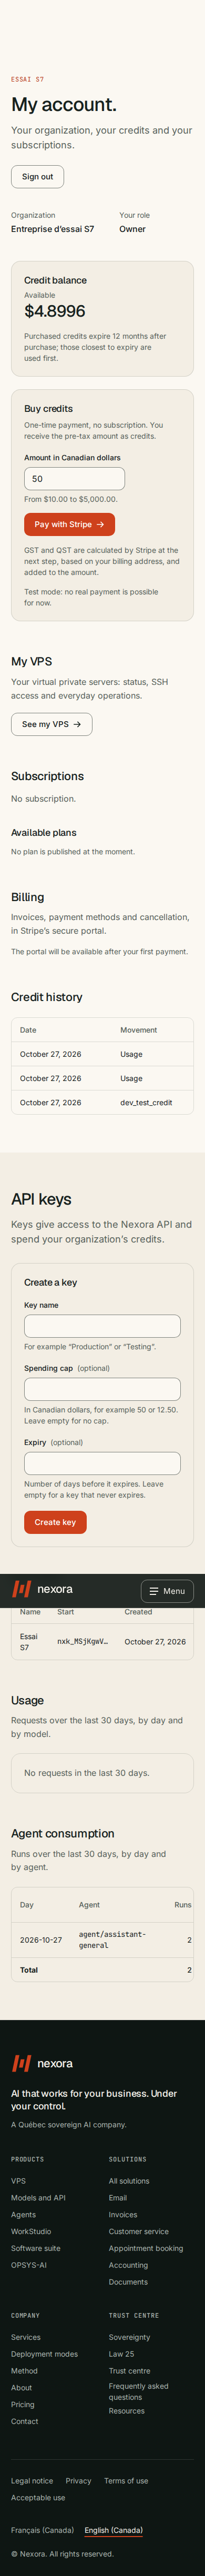 ESSAI S7
My account.
Your organization, your credits and your
subscriptions.
Sign out
Organization
Your role
Entreprise d’essai S7
Owner
Credit balance
Available
$4.8996
Purchased credits expire 12 months after
purchase; those closest to expiry are
used first.
Buy credits
One-time payment, no subscription. You
receive the pre-tax amount as credits.
Amount in Canadian dollars
50
From $10.00 to $5,000.00.
Pay with Stripe →
GST and QST are calculated by Stripe at the
next step, based on your billing address, and
added to the amount.
Test mode: no real payment is possible
for now.
My VPS
Your virtual private servers: status, SSH
access and everyday operations.
See my VPS →
Subscriptions
No subscription.
Available plans
No plan is published at the moment.
Billing
Invoices, payment methods and cancellation,
in Stripe’s secure portal.
The portal will be available after your first payment.
Credit history
Date Movement
October 27, 2026 Usage
October 27, 2026 Usage
October 27, 2026 dev_test_credit
API keys
Keys give access to the Nexora API and
spend your organization’s credits.
Create a key
Key name
For example “Production” or “Testing”.
Spending cap (optional)
In Canadian dollars, for example 50 or 12.50.
Leave empty for no cap.
Expiry (optional)
Number of days before it expires. Leave
empty for a key that never expires.
Create key
nexora
Menu
Name Start Created
Essai
S7
nxk_MSjKgwV…
October 27, 2026
Usage
Requests over the last 30 days, by day and
by model.
No requests in the last 30 days.
Agent consumption
Runs over the last 30 days, by day and
by agent.
Day Agent Runs
2026-10-27
agent/assistant-
general
2
Total 2
nexora
AI that works for your business. Under
your control.
A Québec sovereign AI company.
PRODUCTS
VPS
Models and API
Agents
WorkStudio
Software suite
OPSYS-AI
SOLUTIONS
All solutions
Email
Invoices
Customer service
Appointment booking
Accounting
Documents
COMPANY
Services
Deployment modes
Method
About
Pricing
Contact
TRUST CENTRE
Sovereignty
Law 25
Trust centre
Frequently asked
questions
Resources
Legal notice Privacy Terms of use
Acceptable use
Français (Canada) English (Canada)
© Nexora. All rights reserved.